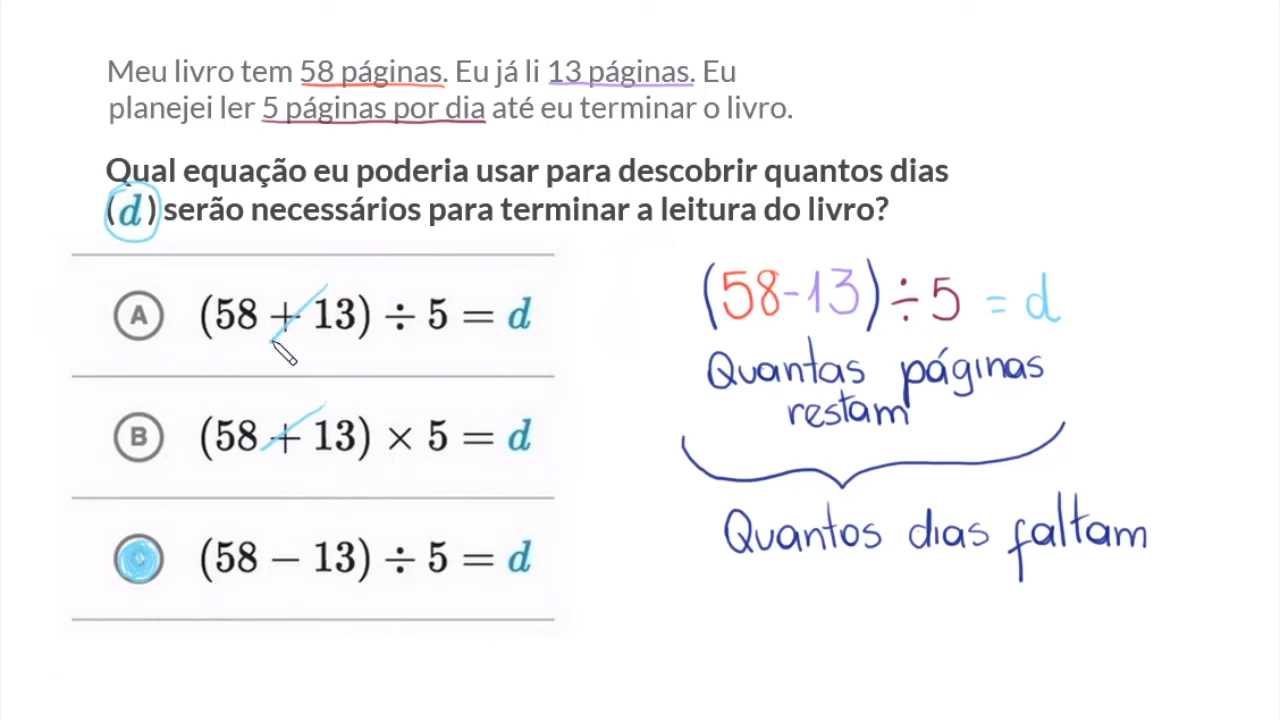 Meu livro tem 58 páginas. Eu já li 13 páginas. Eu
planejei ler 5 páginas por dia até eu terminar o livro.
Qual equação eu poderia usar para descobrir quantos dias
(d) serão necessários para terminar a leitura do livro?
A (58 + 13) ÷ 5 = d
B (58 + 13) × 5 = d
(58 − 13) ÷ 5 = d
(58-13) ÷ 5 = d
Quantas páginas
restam
Quantos dias faltam